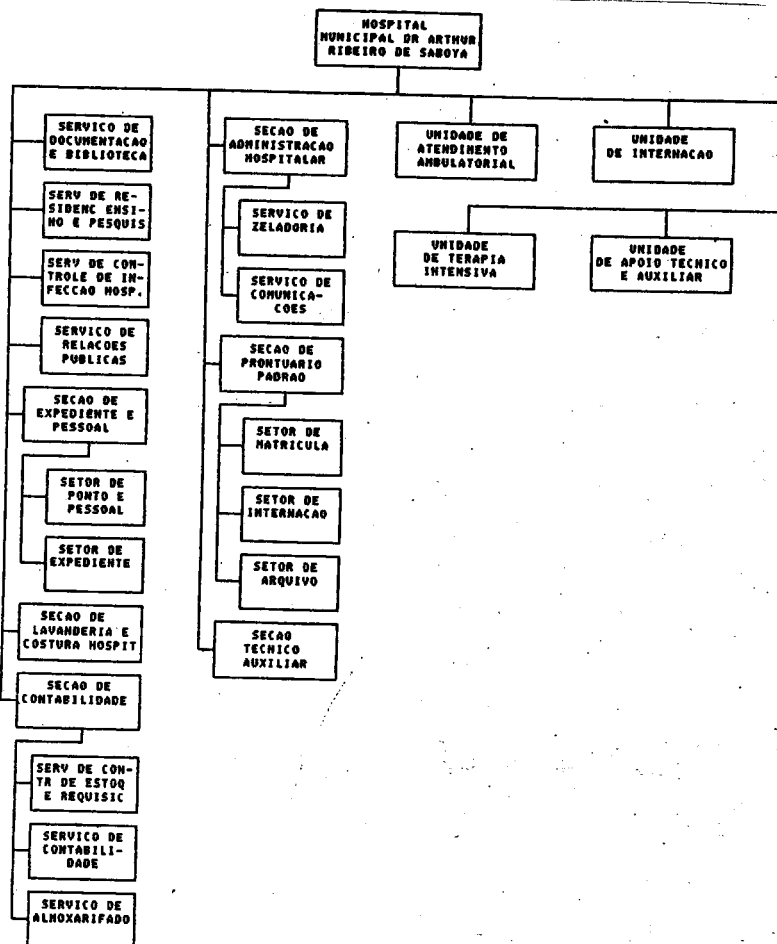 HOSPITAL
MUNICIPAL DR ARTHUR
RIBEIRO DE SABOYA
SERVICO DE
DOCUMENTACAO
E BIBLIOTECA
SERV DE RE-
SIDENC ENSI-
NO E PESQUIS
SERV DE CON-
TROLE DE IN-
FECCAO HOSP.
SERVICO DE
RELACOES
PUBLICAS
SECAO DE
EXPEDIENTE E
PESSOAL
SETOR DE
PONTO E
PESSOAL
SETOR DE
EXPEDIENTE
SECAO DE
LAVANDERIA E
COSTURA HOSPIT
SECAO DE
CONTABILIDADE
SERV DE CON-
TR DE ESTOQ
E REQUISIC
SERVICO DE
CONTABILI-
DADE
SERVICO DE
ALMOXARIFADO
SECAO DE
ADMINISTRACAO
HOSPITALAR
SERVICO DE
ZELADORIA
SERVICO DE
COMUNICA-
COES
SECAO DE
PRONTUARIO
PADRAO
SETOR DE
MATRICULA
SETOR DE
INTERNACAO
SETOR DE
ARQUIVO
SECAO
TECNICO
AUXILIAR
UNIDADE DE
ATENDIMENTO
AMBULATORIAL
UNIDADE
DE INTERNACAO
UNIDADE
DE TERAPIA
INTENSIVA
UNIDADE
DE APOIO TECNICO
E AUXILIAR